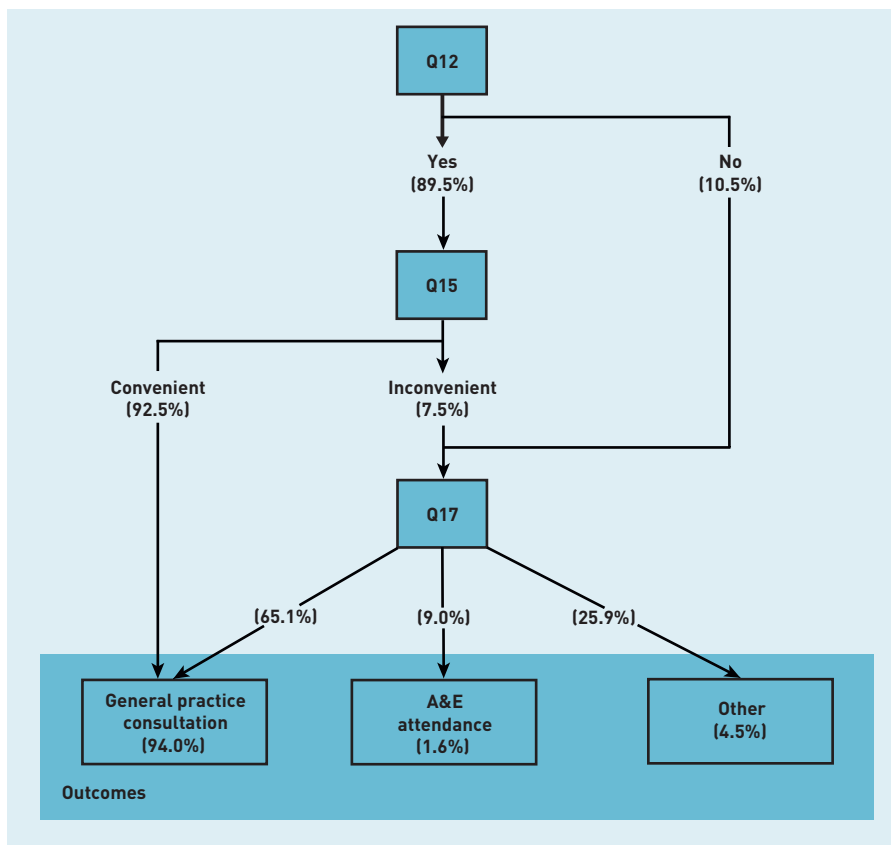 Q12
Yes
(89.5%)
No
(10.5%)
Q15
Convenient
(92.5%)
Inconvenient
(7.5%)
Q17
(65.1%)
(9.0%)
(25.9%)
General practice
consultation
(94.0%)
A&E
attendance
(1.6%)
Other
(4.5%)
Outcomes